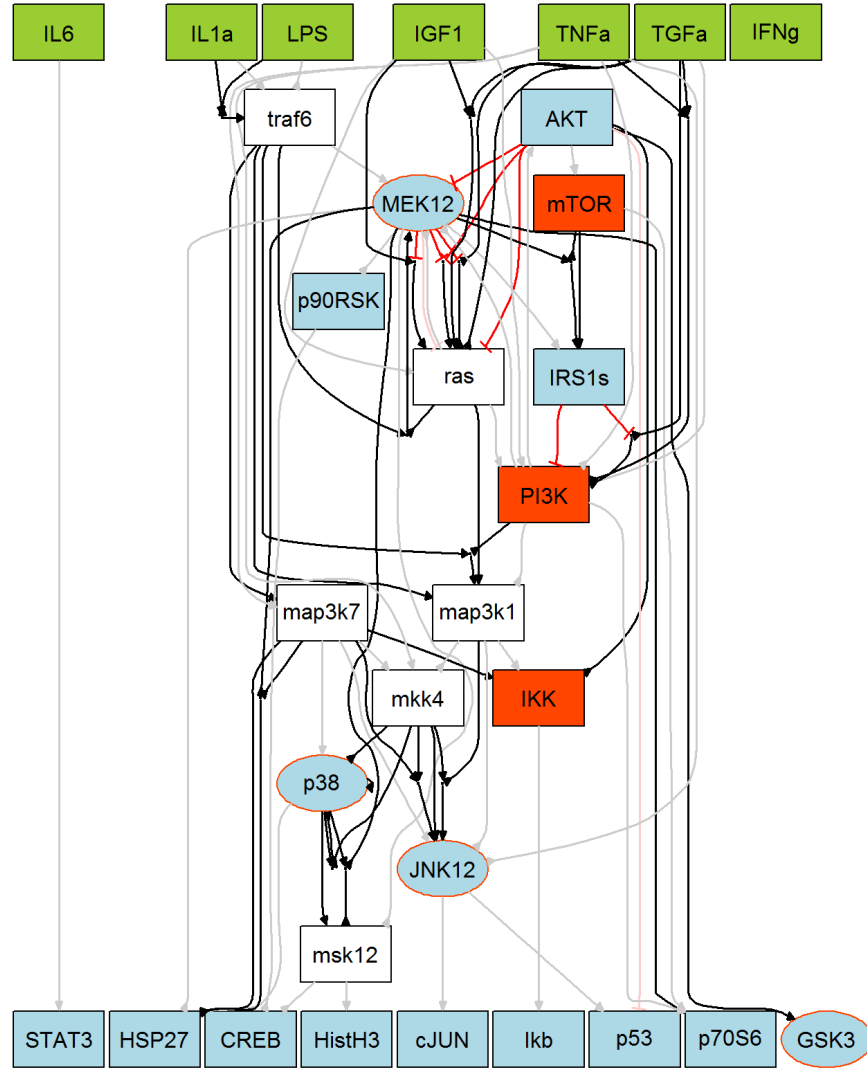 IL6
IL1a
LPS
IGF1
TNFa
TGFa
IFNg
traf6
AKT
MEK12
mTOR
p90RSK
ras
IRS1s
PI3K
map3k7
map3k1
mkk4
IKK
p38
JNK12
msk12
STAT3
HSP27
CREB
HistH3
cJUN
Ikb
p53
p70S6
GSK3